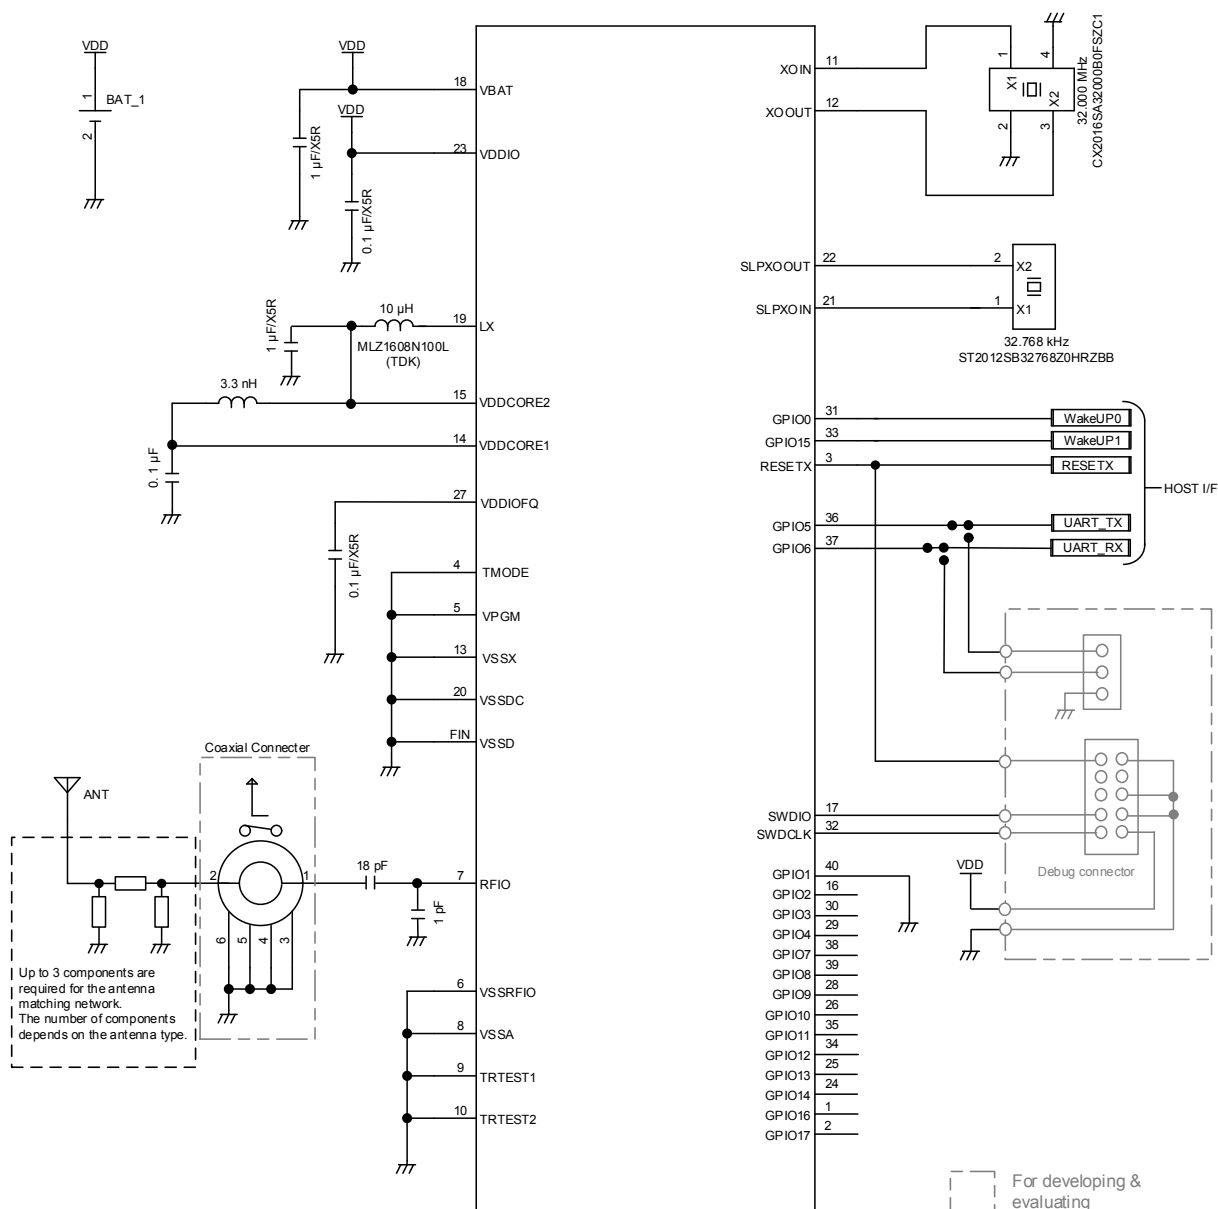 VDD
1
BAT_1
2
VDD
18
VBAT
1 µF/X5R
VDD
23
VDDIO
0.1 µF/X5R
10 µH
19
LX
1 µF/X5R
MLZ1608N100L
(TDK)
3.3 nH
15
VDDCORE2
14
VDDCORE1
0.1 µF
27
VDDIOFQ
0.1 µF/X5R
4
TMODE
5
VPGM
13
VSSX
20
VSSDC
FIN
VSSD
Coaxial Connecter
ANT
2
1
18 pF
7
RFIO
1 pF
6
5
4
3
Up to 3 components are
required for the antenna
matching network.
The number of components
depends on the antenna type.
6
VSSRFIO
8
VSSA
9
TRTEST1
10
TRTEST2
XOIN
11
XOOUT
12
1
4
X1
X2
2
3
32.000 MHz
CX2016SA32000B0FSZC1
SLPXOOUT
22
2
X2
SLPXOIN
21
1
X1
32.768 kHz
ST2012SB32768Z0HRZBB
GPIO0
31
WakeUP0
GPIO15
33
WakeUP1
RESETX
3
RESETX
HOST I/F
GPIO5
36
UART_TX
GPIO6
37
UART_RX
SWDIO
17
SWDCLK
32
VDD
Debug connector
GPIO1
40
GPIO2
16
GPIO3
30
GPIO4
29
GPIO7
38
GPIO8
39
GPIO9
28
GPIO10
26
GPIO11
35
GPIO12
34
GPIO13
25
GPIO14
24
GPIO16
1
GPIO17
2
For developing &
evaluating